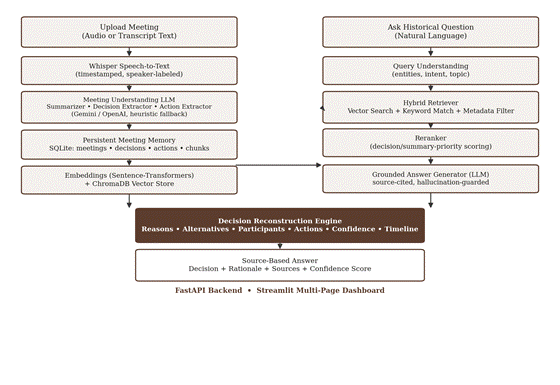 Upload Meeting
(Audio or Transcript Text)
Whisper Speech-to-Text
(timestamped, speaker-labeled)
Meeting Understanding LLM
Summarizer • Decision Extractor • Action Extractor
(Gemini / OpenAI, heuristic fallback)
Persistent Meeting Memory
SQLite: meetings • decisions • actions • chunks
Embeddings (Sentence-Transformers)
+ ChromaDB Vector Store
Ask Historical Question
(Natural Language)
Query Understanding
(entities, intent, topic)
Hybrid Retriever
Vector Search + Keyword Match + Metadata Filter
Reranker
(decision/summary-priority scoring)
Grounded Answer Generator (LLM)
source-cited, hallucination-guarded
Decision Reconstruction Engine
Reasons • Alternatives • Participants • Actions • Confidence • Timeline
Source-Based Answer
Decision + Rationale + Sources + Confidence Score
FastAPI Backend • Streamlit Multi-Page Dashboard